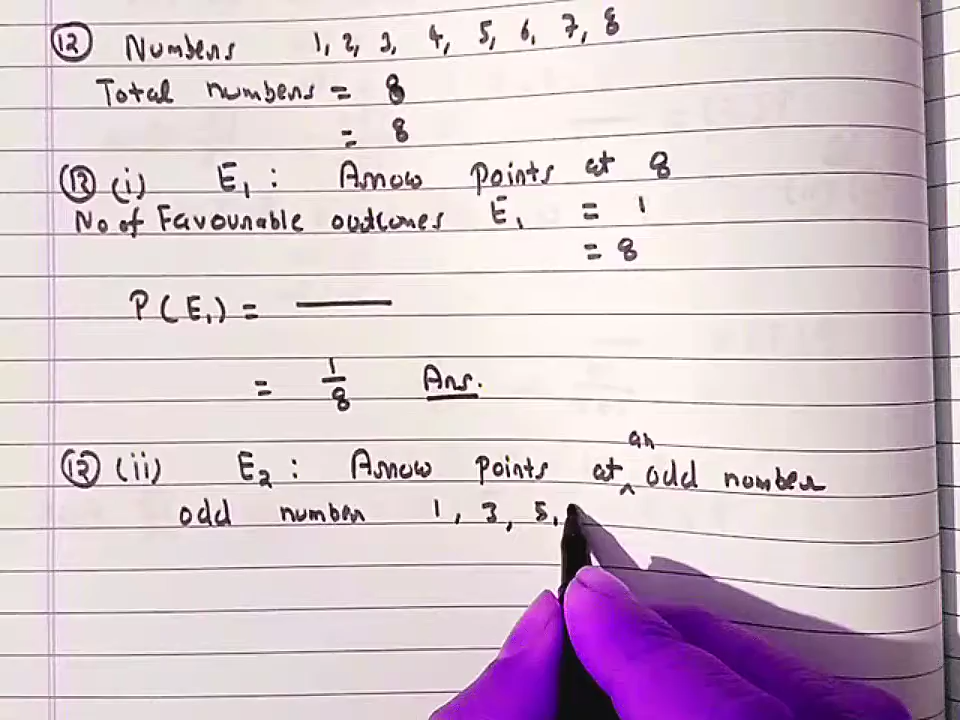 12 Numbers 1, 2, 3, 4, 5, 6, 7, 8
Total numbers = 8
= 8
12 (i) E1 : Arrow points at 8
No of Favourable outcomes E1 = 1
= 8
P(E1) = 
= 1/8 Ans.
an
12 (ii) E2 : Arrow points at ^ odd number
odd number 1, 3, 5,